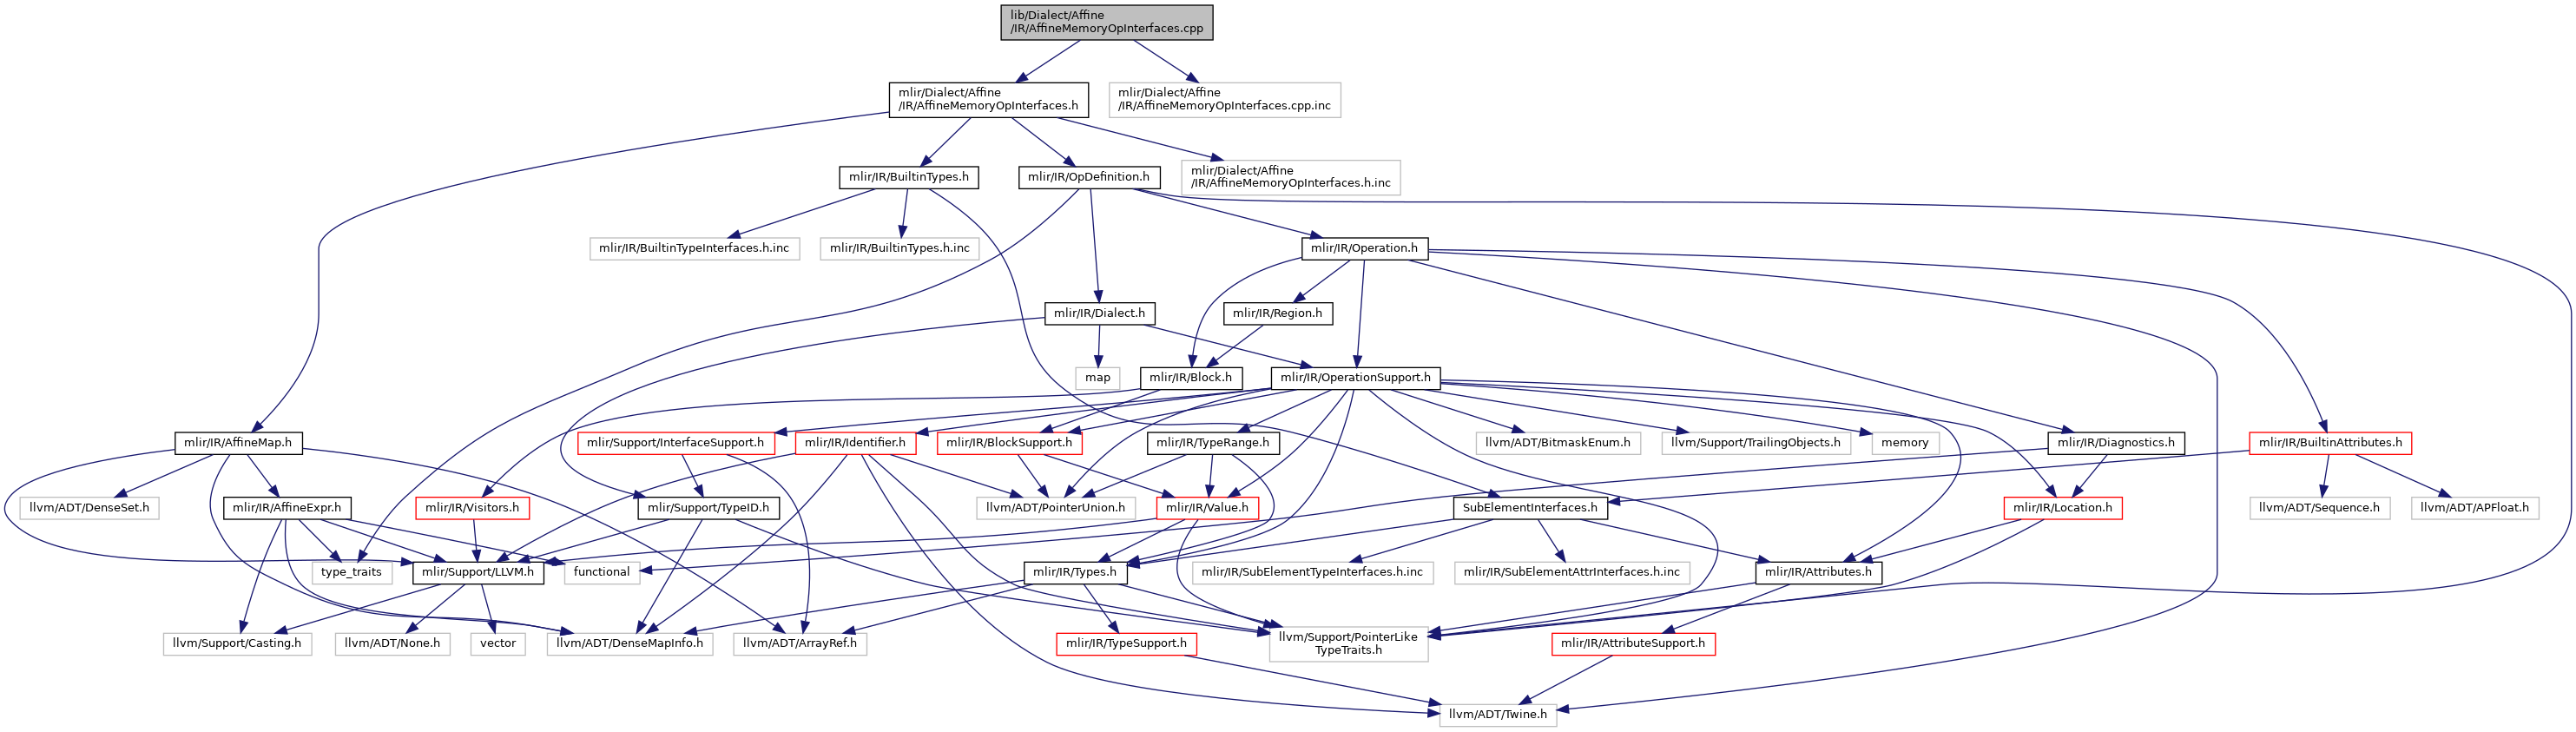 lib/Dialect/Affine
/IR/AffineMemoryOpInterfaces.cpp
mlir/Dialect/Affine
/IR/AffineMemoryOpInterfaces.h
mlir/Dialect/Affine
/IR/AffineMemoryOpInterfaces.cpp.inc
mlir/IR/BuiltinTypes.h
mlir/IR/OpDefinition.h
mlir/Dialect/Affine
/IR/AffineMemoryOpInterfaces.h.inc
mlir/IR/BuiltinTypeInterfaces.h.inc
mlir/IR/BuiltinTypes.h.inc
mlir/IR/Operation.h
mlir/IR/Dialect.h
mlir/IR/Region.h
map
mlir/IR/Block.h
mlir/IR/OperationSupport.h
mlir/IR/AffineMap.h
mlir/Support/InterfaceSupport.h
mlir/IR/Identifier.h
mlir/IR/BlockSupport.h
mlir/IR/TypeRange.h
llvm/ADT/BitmaskEnum.h
llvm/Support/TrailingObjects.h
memory
mlir/IR/Diagnostics.h
mlir/IR/BuiltinAttributes.h
llvm/ADT/DenseSet.h
mlir/IR/AffineExpr.h
mlir/IR/Visitors.h
mlir/Support/TypeID.h
llvm/ADT/PointerUnion.h
mlir/IR/Value.h
SubElementInterfaces.h
mlir/IR/Location.h
llvm/ADT/Sequence.h
llvm/ADT/APFloat.h
type_traits
mlir/Support/LLVM.h
functional
mlir/IR/Types.h
mlir/IR/SubElementTypeInterfaces.h.inc
mlir/IR/SubElementAttrInterfaces.h.inc
mlir/IR/Attributes.h
llvm/Support/Casting.h
llvm/ADT/None.h
vector
llvm/ADT/DenseMapInfo.h
llvm/ADT/ArrayRef.h
mlir/IR/TypeSupport.h
llvm/Support/PointerLike
TypeTraits.h
mlir/IR/AttributeSupport.h
llvm/ADT/Twine.h